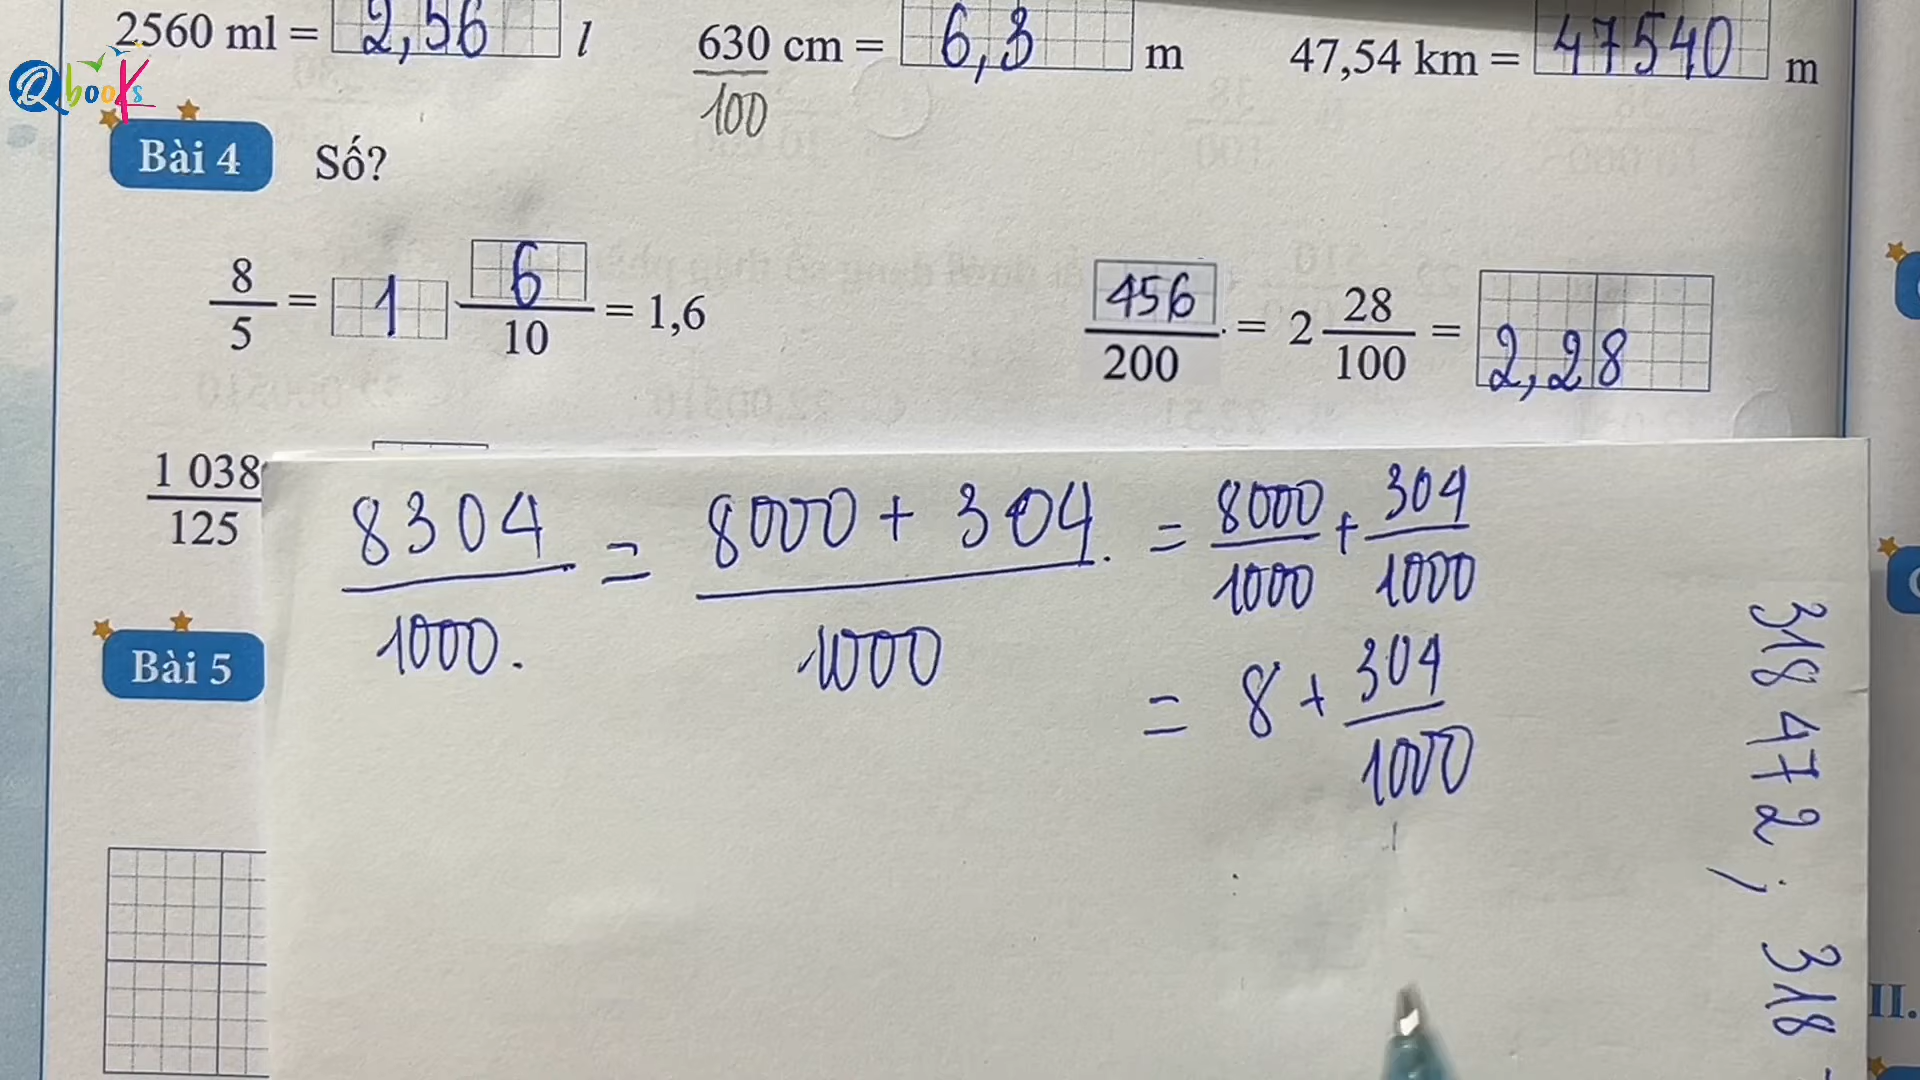 2560 ml = 2,56 l 630 cm = 6,3 m 47,54 km = 47540 m
100
Qbooks
Bài 4 Số?
8/5 = 1 6/10 = 1,6 456/200 = 2 28/100 = 2,28
1 038/125
8304/1000. = 8000 + 304/1000 = 8000/1000 + 304/1000
= 8 + 304/1000
Bài 5
318 472 ; 318
II.